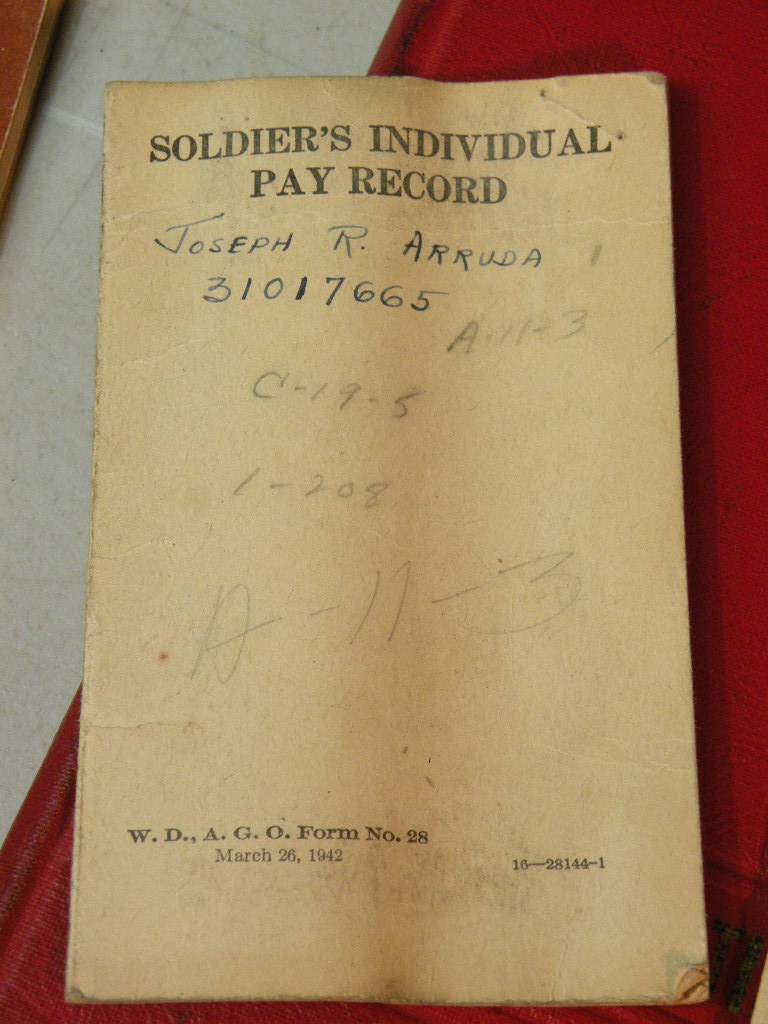 SOLDIER'S INDIVIDUAL
PAY RECORD
JOSEPH R. ARRUDA
31017665
A-11-3
C-19-5
1-208
A-11-3
W. D., A. G. O. Form No. 28
March 26, 1942
16—28144-1